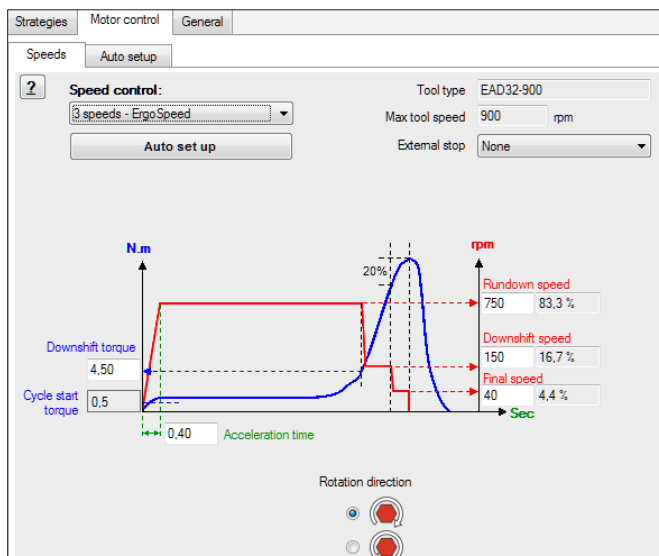 Strategies Motor control General
Speeds Auto setup
? Speed control: Tool type EAD32-900
3 speeds - ErgoSpeed Max tool speed 900 rpm
Auto set up External stop None
N.m rpm
20%
Rundown speed
750 83,3 %
Downshift torque Downshift speed
4,50 150 16,7 %
Cycle start torque 0,5 Final speed
40 4,4 %
Sec
0,40 Acceleration time
Rotation direction